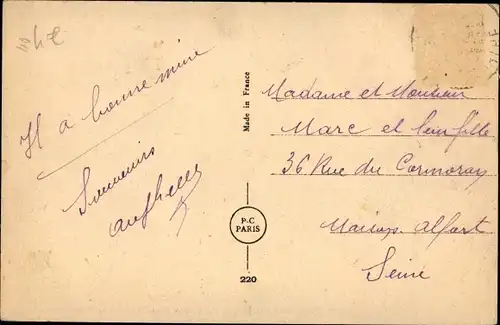 Il a bonne mine
Souvenirs
Made in France
P-C
PARIS
220
Madame et Monsieur
Marc et leur fille
36 Rue du Cormoray
Maisons. Alfort
Seine